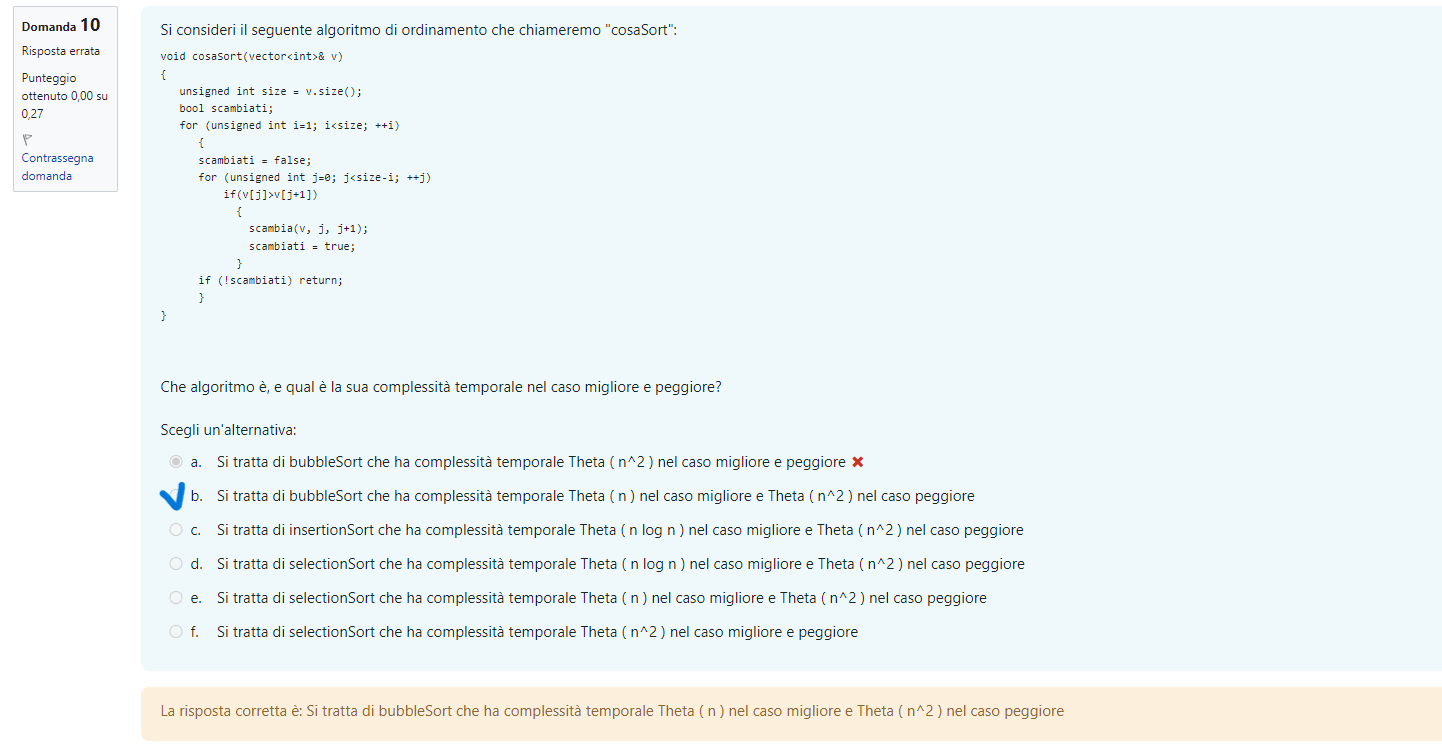 Domanda 10
Risposta errata
Punteggio
ottenuto 0,00 su
0,27
Contrassegna
domanda
Si consideri il seguente algoritmo di ordinamento che chiameremo "cosaSort":
void cosaSort(vector<int>& v)
{
unsigned int size = v.size();
bool scambiati;
for (unsigned int i=1; i<size; ++i)
{
scambiati = false;
for (unsigned int j=0; j<size-i; ++j)
if(v[j]>v[j+1])
{
scambia(v, j, j+1);
scambiati = true;
}
if (!scambiati) return;
}
}
Che algoritmo è, e qual è la sua complessità temporale nel caso migliore e peggiore?
Scegli un'alternativa:
a. Si tratta di bubbleSort che ha complessità temporale Theta ( n^2 ) nel caso migliore e peggiore
b. Si tratta di bubbleSort che ha complessità temporale Theta ( n ) nel caso migliore e Theta ( n^2 ) nel caso peggiore
c. Si tratta di insertionSort che ha complessità temporale Theta ( n log n ) nel caso migliore e Theta ( n^2 ) nel caso peggiore
d. Si tratta di selectionSort che ha complessità temporale Theta ( n log n ) nel caso migliore e Theta ( n^2 ) nel caso peggiore
e. Si tratta di selectionSort che ha complessità temporale Theta ( n ) nel caso migliore e Theta ( n^2 ) nel caso peggiore
f. Si tratta di selectionSort che ha complessità temporale Theta ( n^2 ) nel caso migliore e peggiore
La risposta corretta è: Si tratta di bubbleSort che ha complessità temporale Theta ( n ) nel caso migliore e Theta ( n^2 ) nel caso peggiore